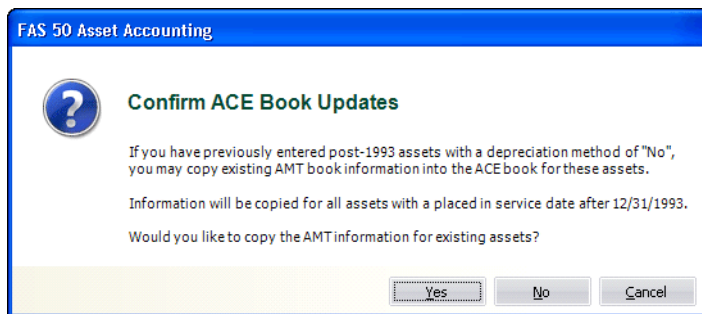 FAS 50 Asset Accounting
Confirm ACE Book Updates
If you have previously entered post-1993 assets with a depreciation method of "No",
you may copy existing AMT book information into the ACE book for these assets.
Information will be copied for all assets with a placed in service date after 12/31/1993.
Would you like to copy the AMT information for existing assets?
Yes No Cancel